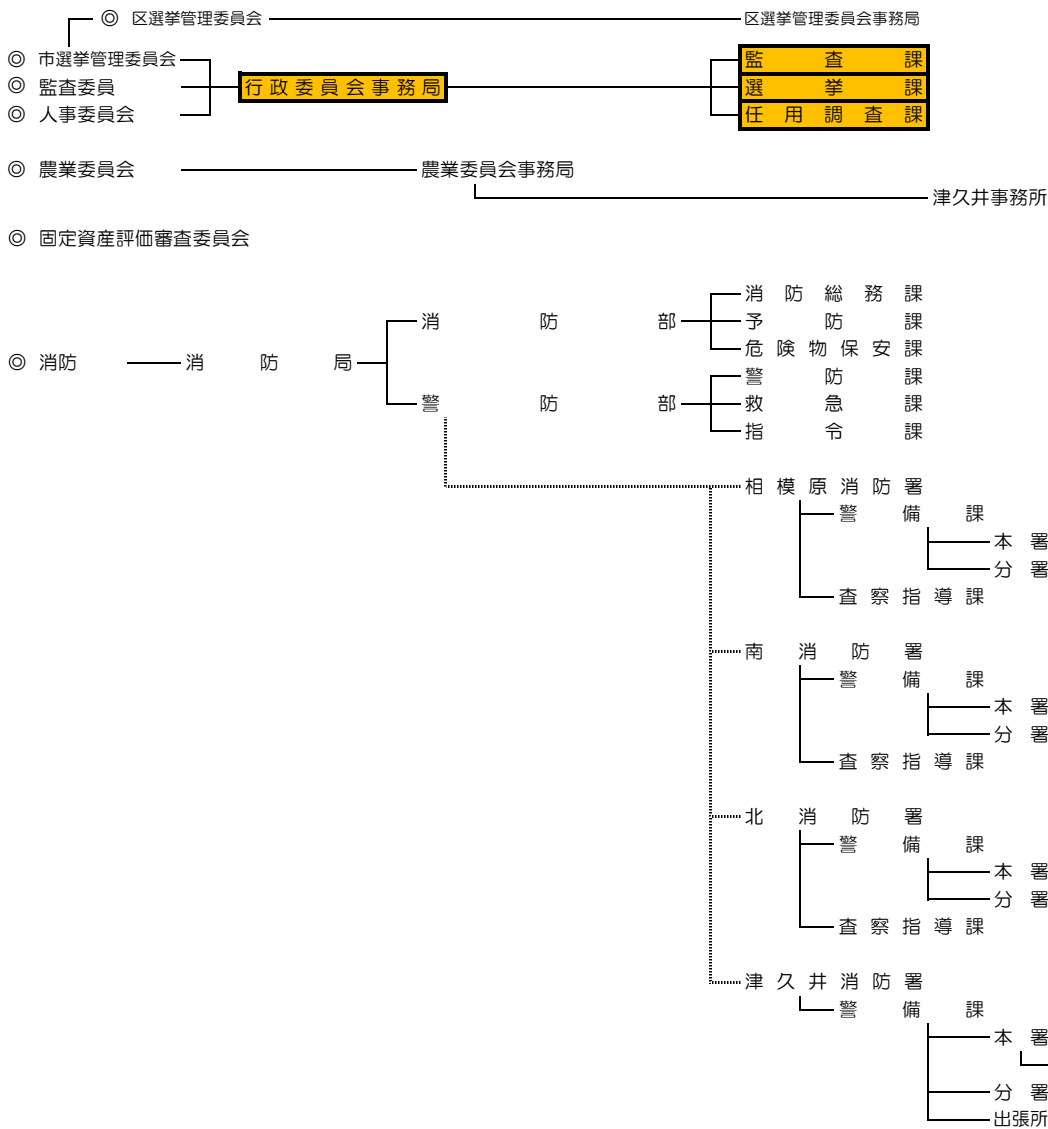 ◎ 区選挙管理委員会 区選挙管理委員会事務局
◎ 市選挙管理委員会 監査課
◎ 監査委員 行政委員会事務局 選挙課
◎ 人事委員会 任用調査課
◎ 農業委員会 農業委員会事務局
津久井事務所
◎ 固定資産評価審査委員会
消防総務課
消防部 予防課
危険物保安課
◎ 消防 消防局
警防課
警防部 救急課
指令課
相模原消防署
警備課
本署
分署
査察指導課
南消防署
警備課
本署
分署
査察指導課
北消防署
警備課
本署
分署
査察指導課
津久井消防署
警備課
本署
分署
出張所